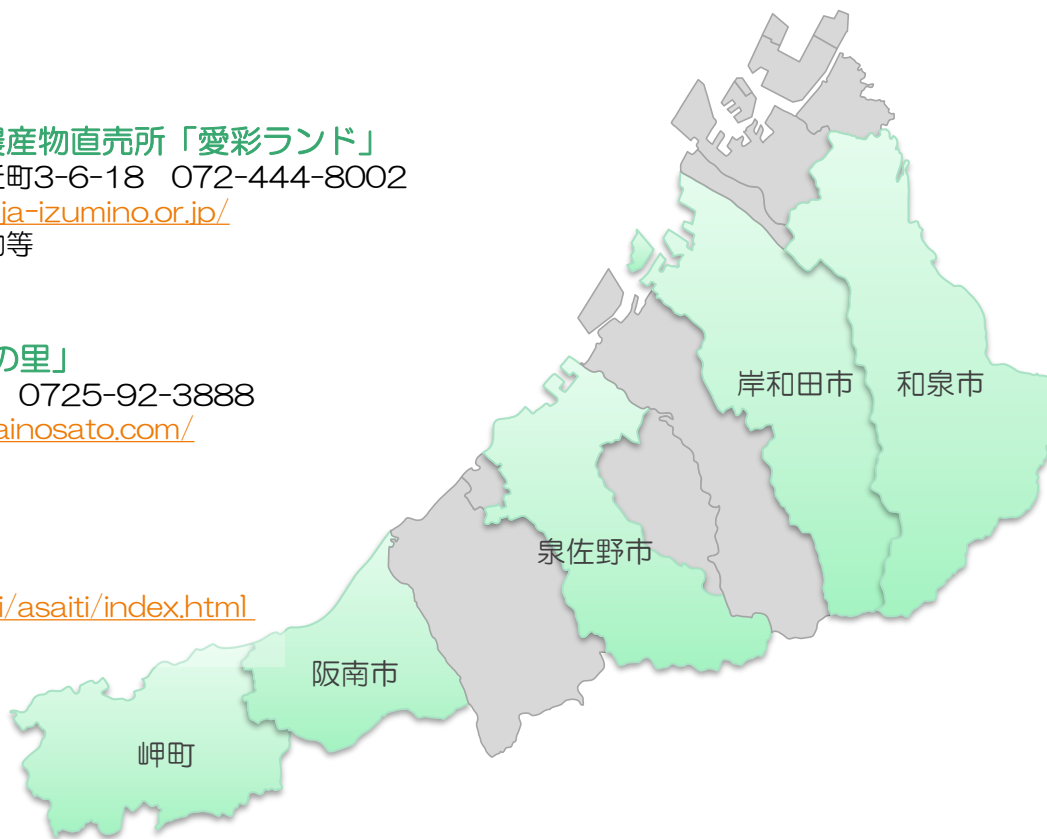 農産物直売所「愛彩ランド」
町3-6-18 072-444-8002
ja-izumino.or.jp/
等
の里」
0725-92-3888
ainosato.com/
i/asaiti/index.html
岸和田市
和泉市
泉佐野市
阪南市
岬町